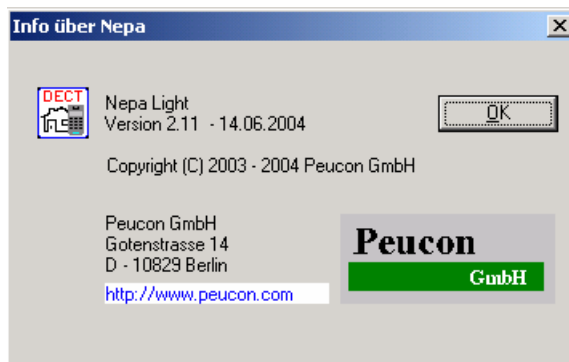 Info über Nepa
DECT
Nepa Light
Version 2.11 - 14.06.2004
OK
Copyright (C) 2003 - 2004 Peucon GmbH
Peucon GmbH
Gotenstrasse 14
D - 10829 Berlin
http://www.peucon.com
Peucon
GmbH